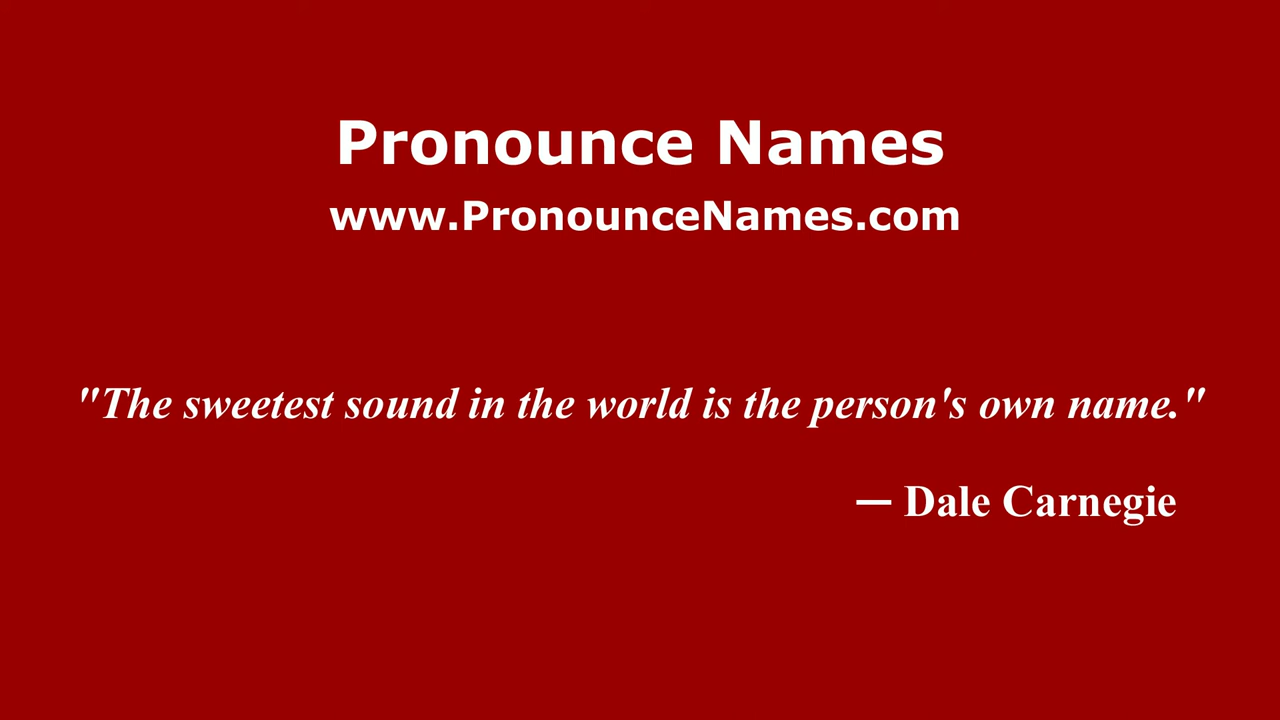 Pronounce Names
www.PronounceNames.com
"The sweetest sound in the world is the person's own name."
— Dale Carnegie